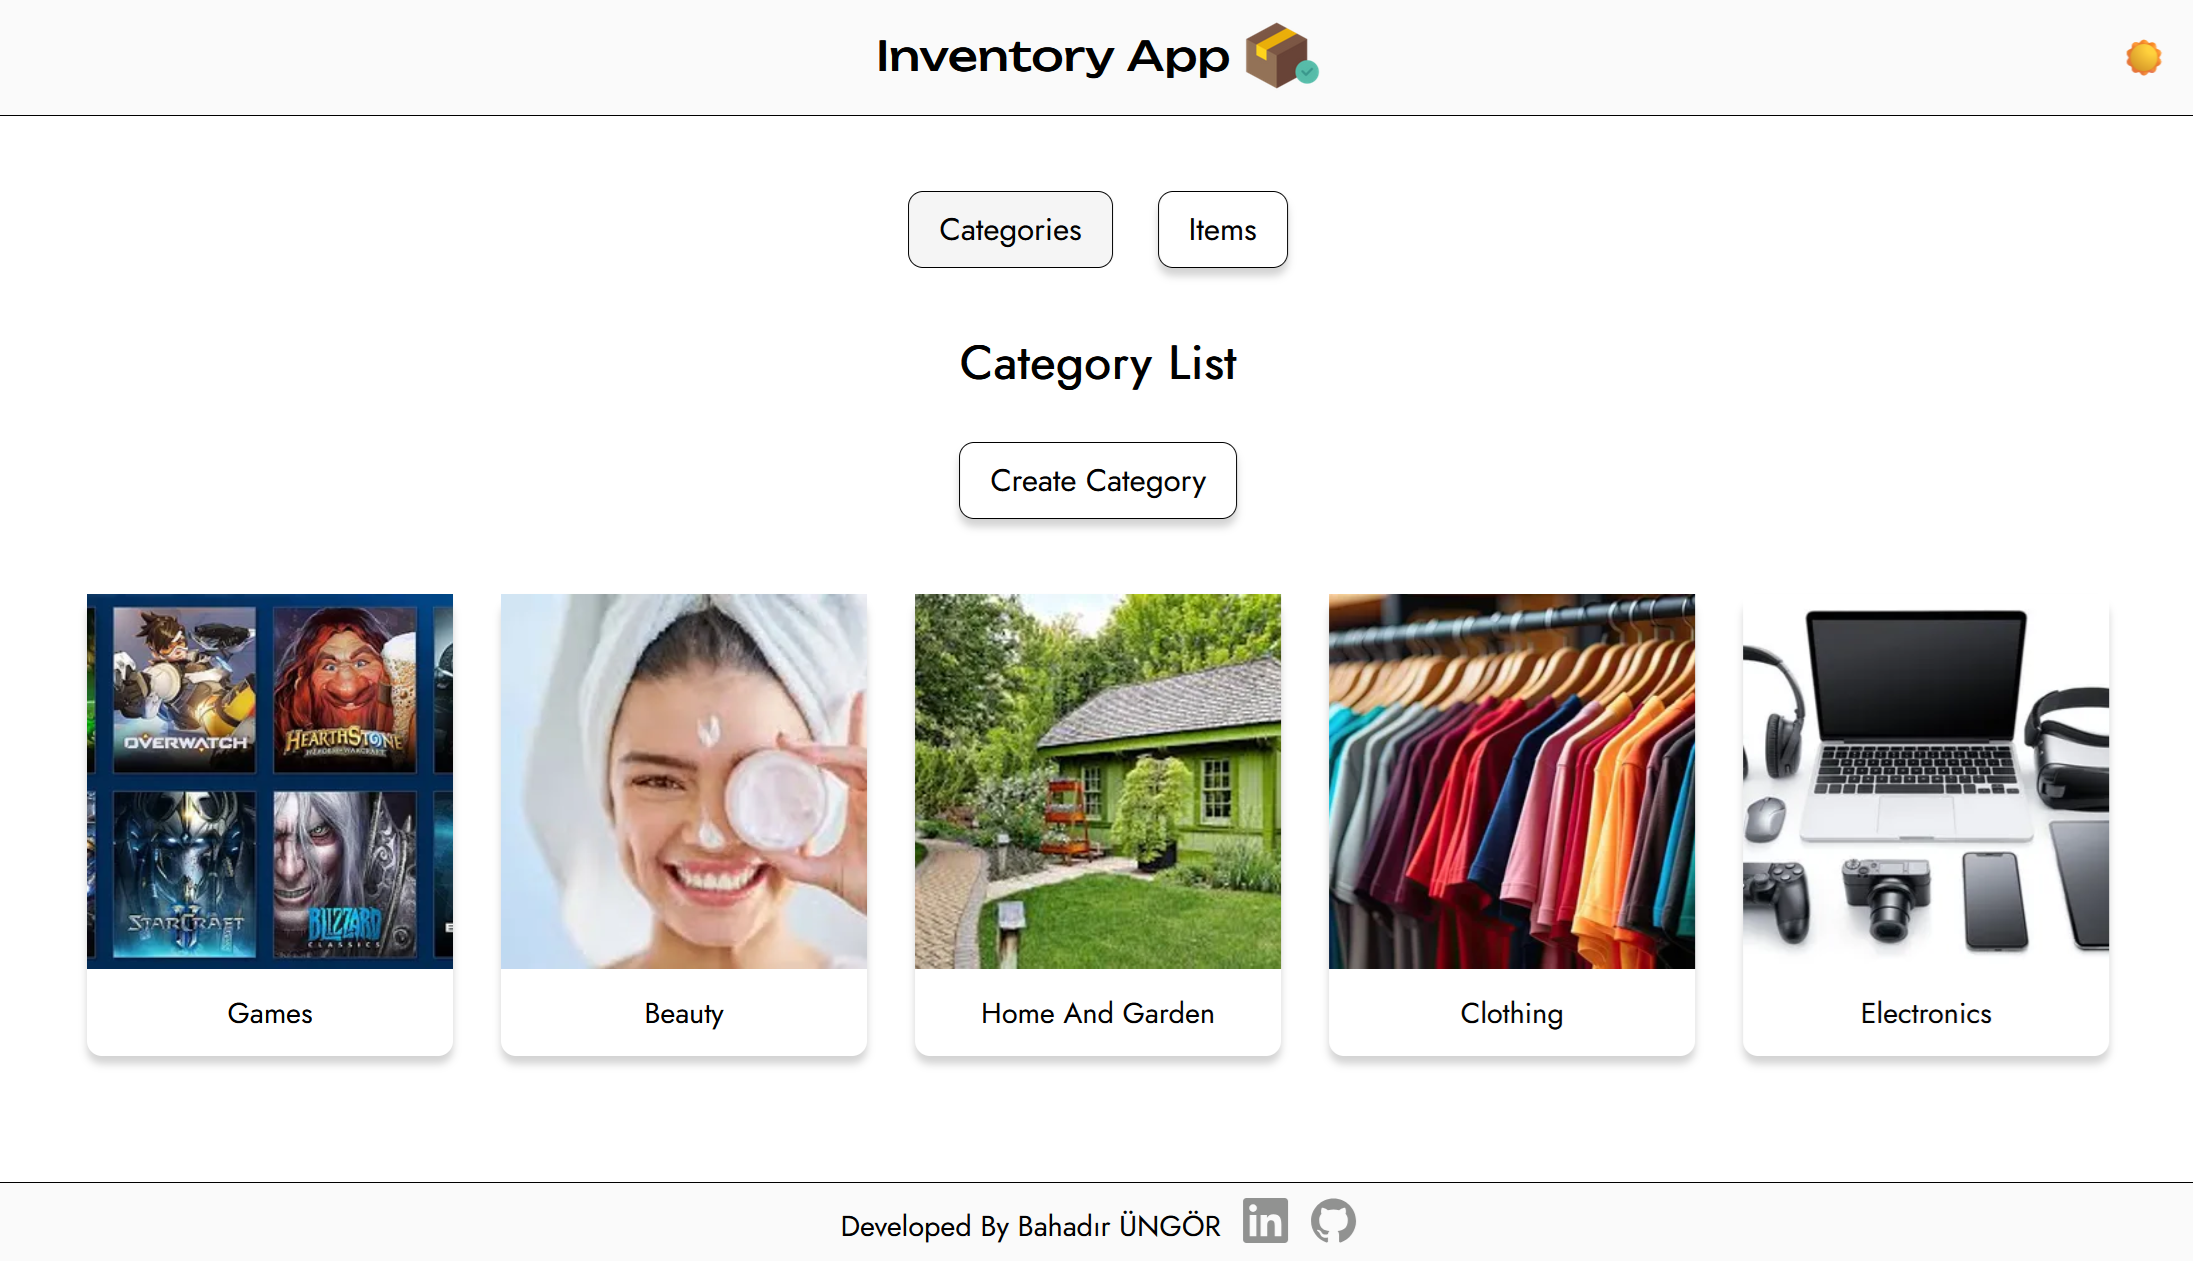 Inventory App
Categories
Items
Category List
Create Category
OVERWATCH
HEARTHSTONE
HEROES OF WARCRAFT
STARCRAFT
II
BLIZZARD
CLASSICS
Games
Beauty
Home And Garden
Clothing
Electronics
Developed By Bahadır ÜNGÖR
in